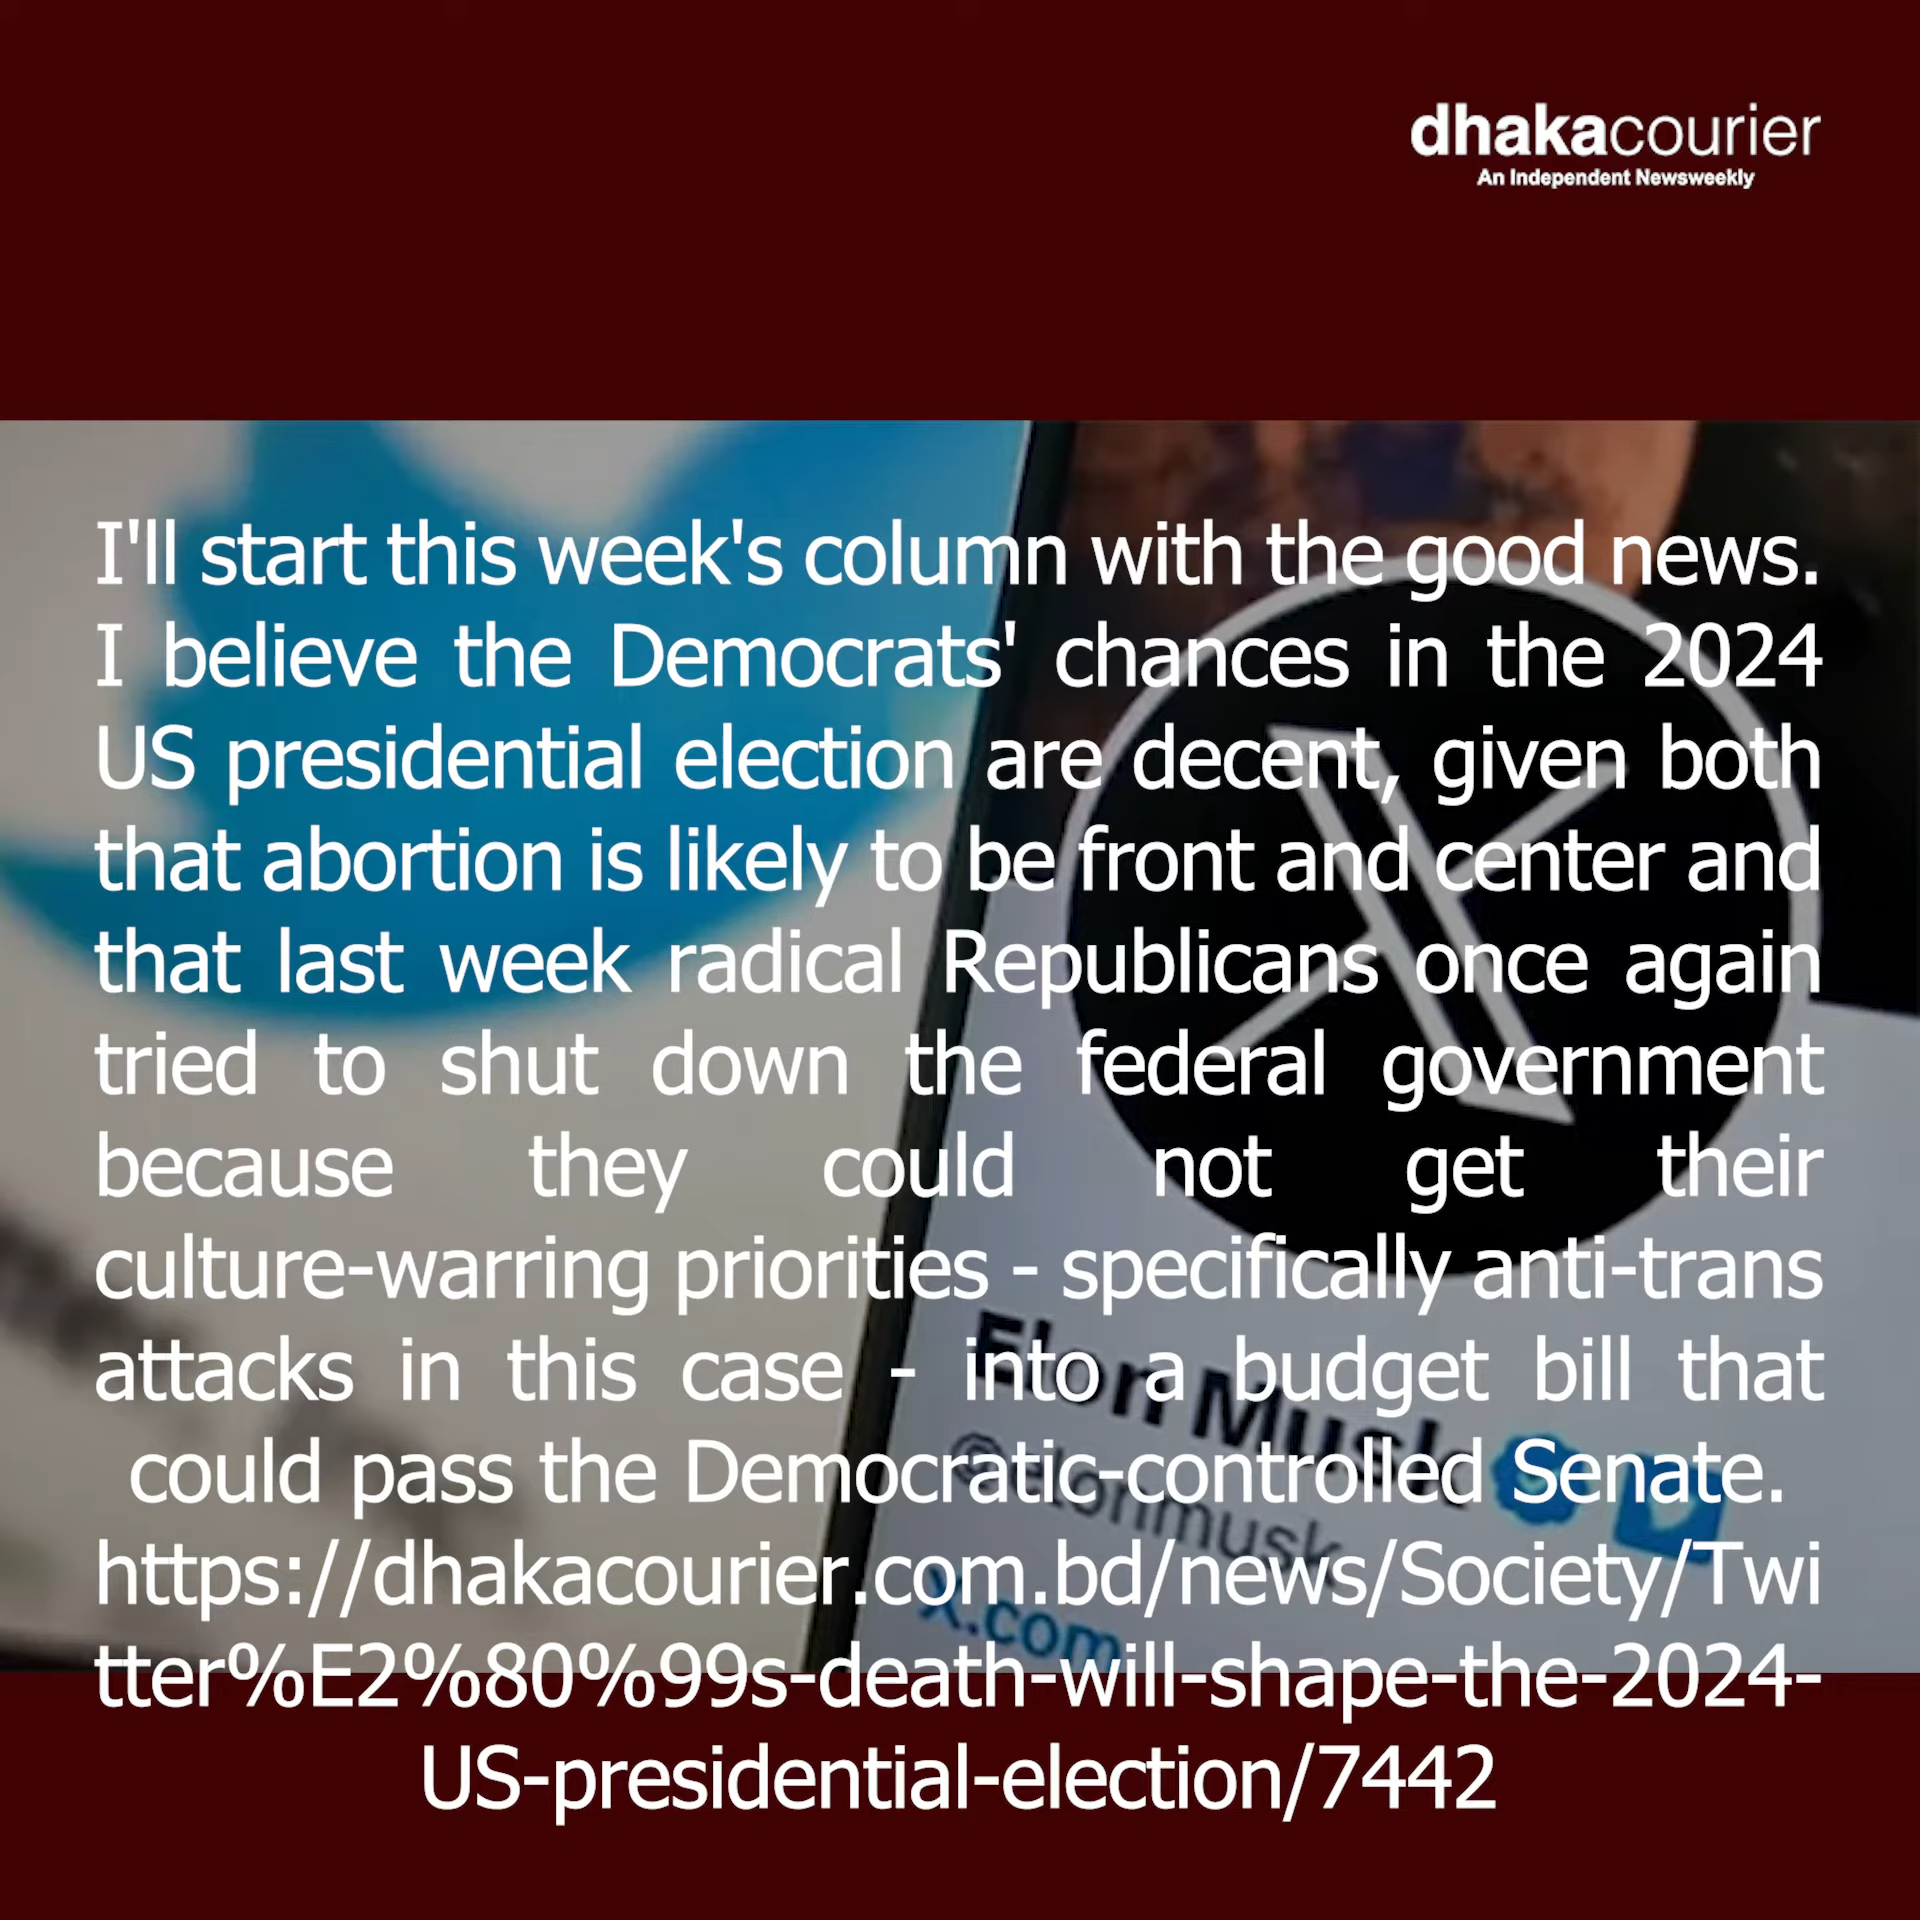 dhakacourier
An Independent Newsweekly
I'll start this week's column with the good news.
I believe the Democrats' chances in the 2024
US presidential election are decent, given both
that abortion is likely to be front and center and
that last week radical Republicans once again
tried to shut down the federal government
because they could not get their
culture-warring priorities - specifically anti-trans
attacks in this case - into a budget bill that
could pass the Democratic-controlled Senate.
https://dhakacourier.com.bd/news/Society/Twi
tter%E2%80%99s-death-will-shape-the-2024-
US-presidential-election/7442
Elon Musk
@elonmusk
x.com